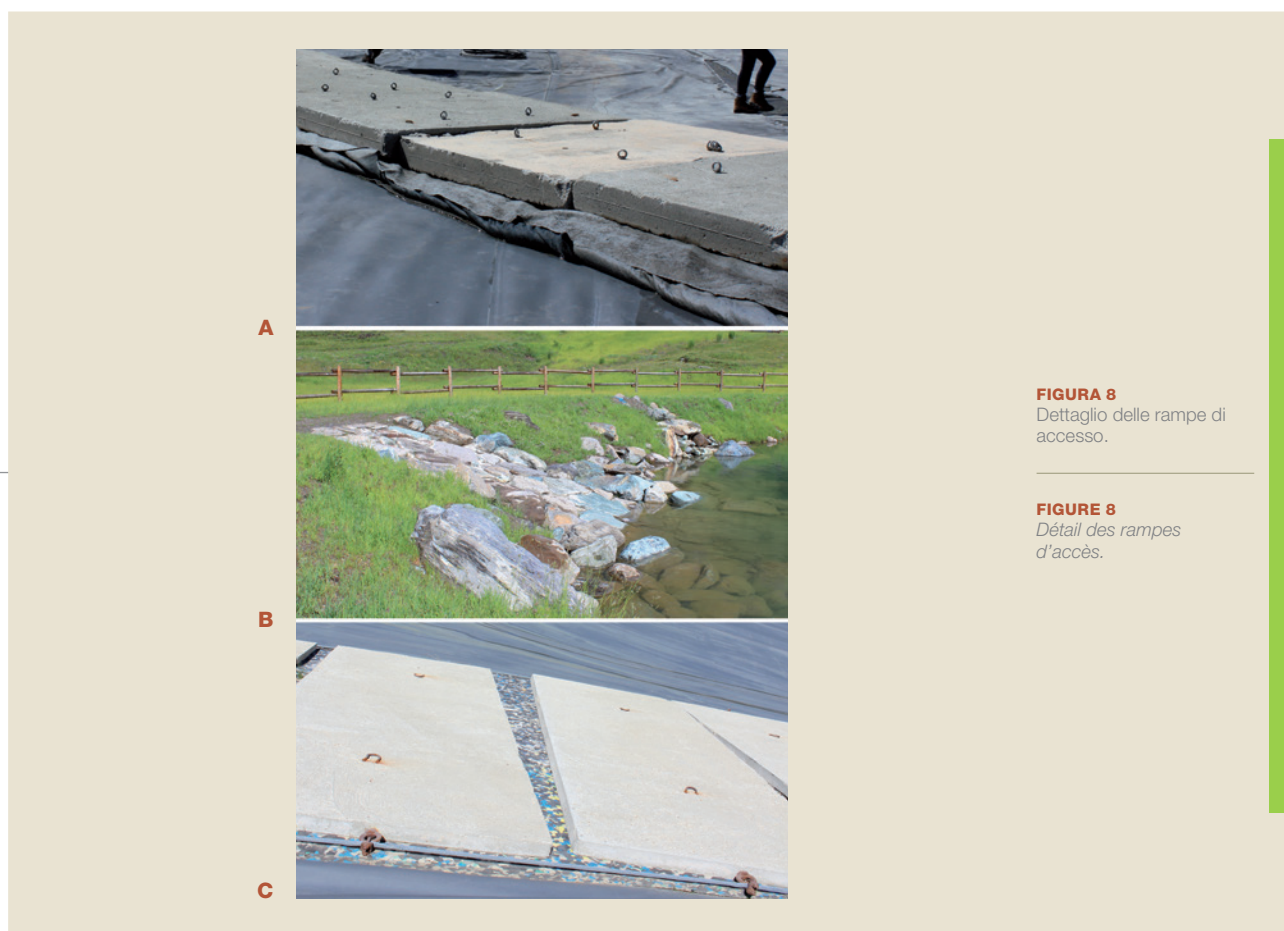 A
B
C
FIGURA 8
Dettaglio delle rampe di
accesso.
FIGURE 8
Détail des rampes
d'accès.